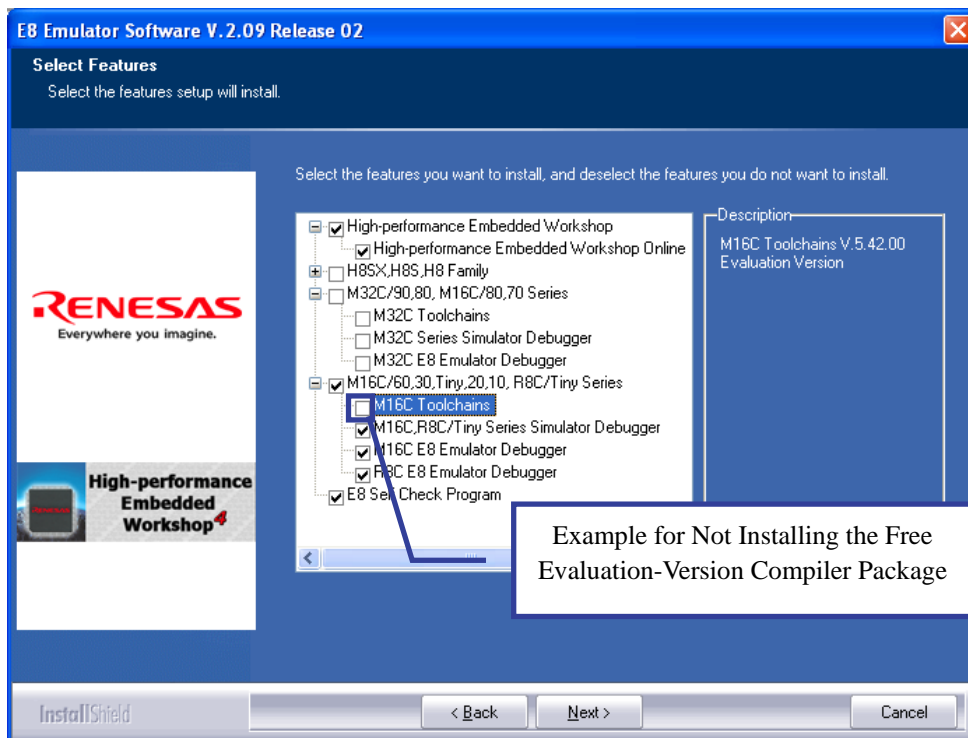 E8 Emulator Software V.2.09 Release 02
Select Features
Select the features setup will install.
Select the features you want to install, and deselect the features you do not want to install.
High-performance Embedded Workshop
High-performance Embedded Workshop Online
H8SX,H8S,H8 Family
M32C/90,80, M16C/80,70 Series
M32C Toolchains
M32C Series Simulator Debugger
M32C E8 Emulator Debugger
M16C/60,30,Tiny,20,10, R8C/Tiny Series
M16C Toolchains
M16C,R8C/Tiny Series Simulator Debugger
M16C E8 Emulator Debugger
R8C E8 Emulator Debugger
E8 Self Check Program
Description
M16C Toolchains V.5.42.00
Evaluation Version
RENESAS
Everywhere you imagine.
High-performance
Embedded
Workshop4
Example for Not Installing the Free
Evaluation-Version Compiler Package
InstallShield
< Back
Next >
Cancel